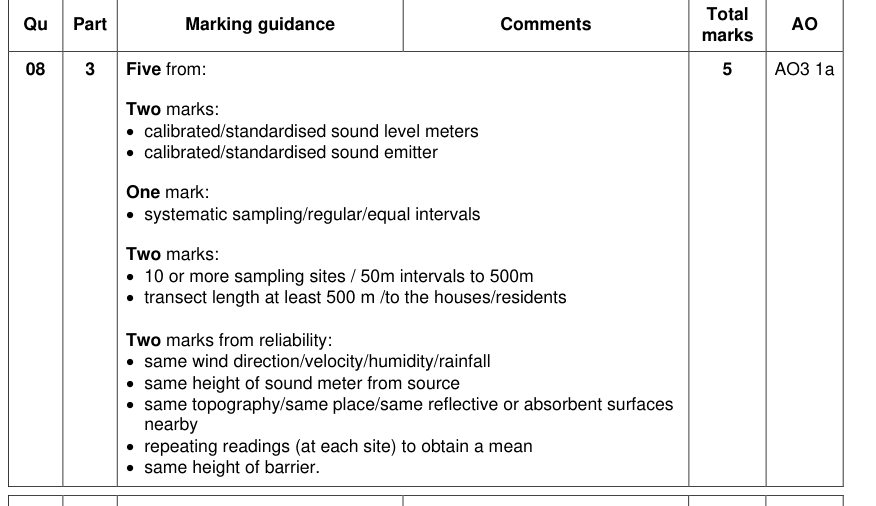 Qu Part Marking guidance Comments Total marks AO
08 3 Five from: 5 AO3 1a
Two marks:
• calibrated/standardised sound level meters
• calibrated/standardised sound emitter
One mark:
• systematic sampling/regular/equal intervals
Two marks:
• 10 or more sampling sites / 50m intervals to 500m
• transect length at least 500 m /to the houses/residents
Two marks from reliability:
• same wind direction/velocity/humidity/rainfall
• same height of sound meter from source
• same topography/same place/same reflective or absorbent surfaces
nearby
• repeating readings (at each site) to obtain a mean
• same height of barrier.